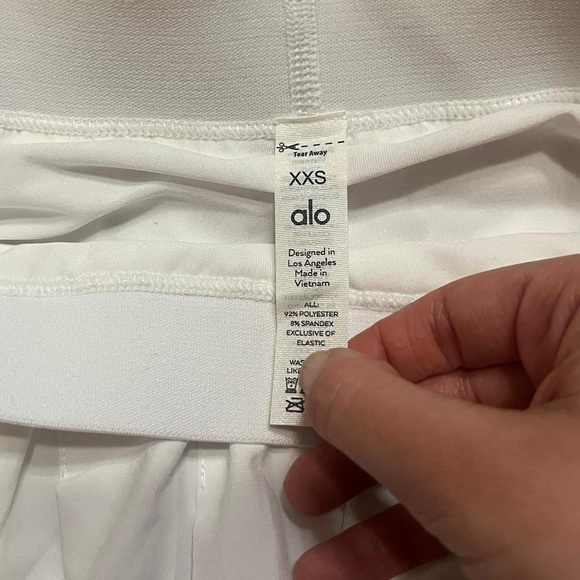 Tear Away
XXS
alo
Designed in
Los Angeles
Made in
Vietnam
ALL:
92% POLYESTER
8% SPANDEX
EXCLUSIVE OF
ELASTIC